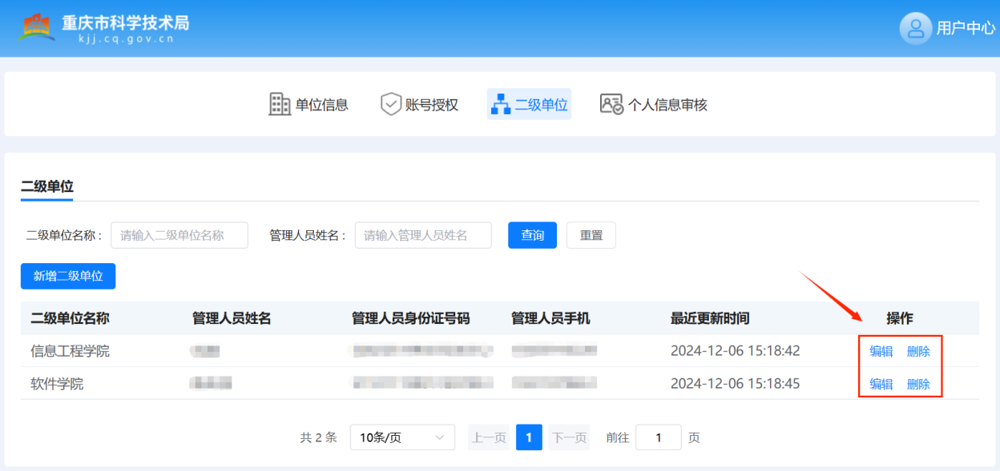 重庆市科学技术局
kjj.cq.gov.cn
用户中心
单位信息 账号授权 二级单位 个人信息审核
二级单位
二级单位名称： 请输入二级单位名称 管理人员姓名： 请输入管理人员姓名 查询 重置
新增二级单位
二级单位名称 管理人员姓名 管理人员身份证号码 管理人员手机 最近更新时间 操作
信息工程学院 2024-12-06 15:18:42 编辑 删除
软件学院 2024-12-06 15:18:45 编辑 删除
共 2 条 10条/页 上一页 1 下一页 前往 1 页